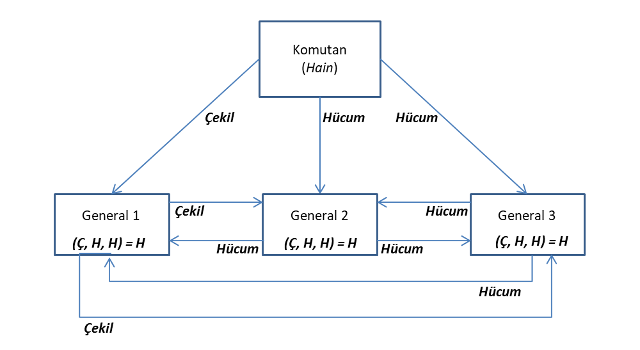 Komutan
(Hain)
Çekil
Hücum
Hücum
General 1
General 2
General 3
Çekil
Hücum
(Ç, H, H) = H
(Ç, H, H) = H
(Ç, H, H) = H
Hücum
Hücum
Hücum
Çekil